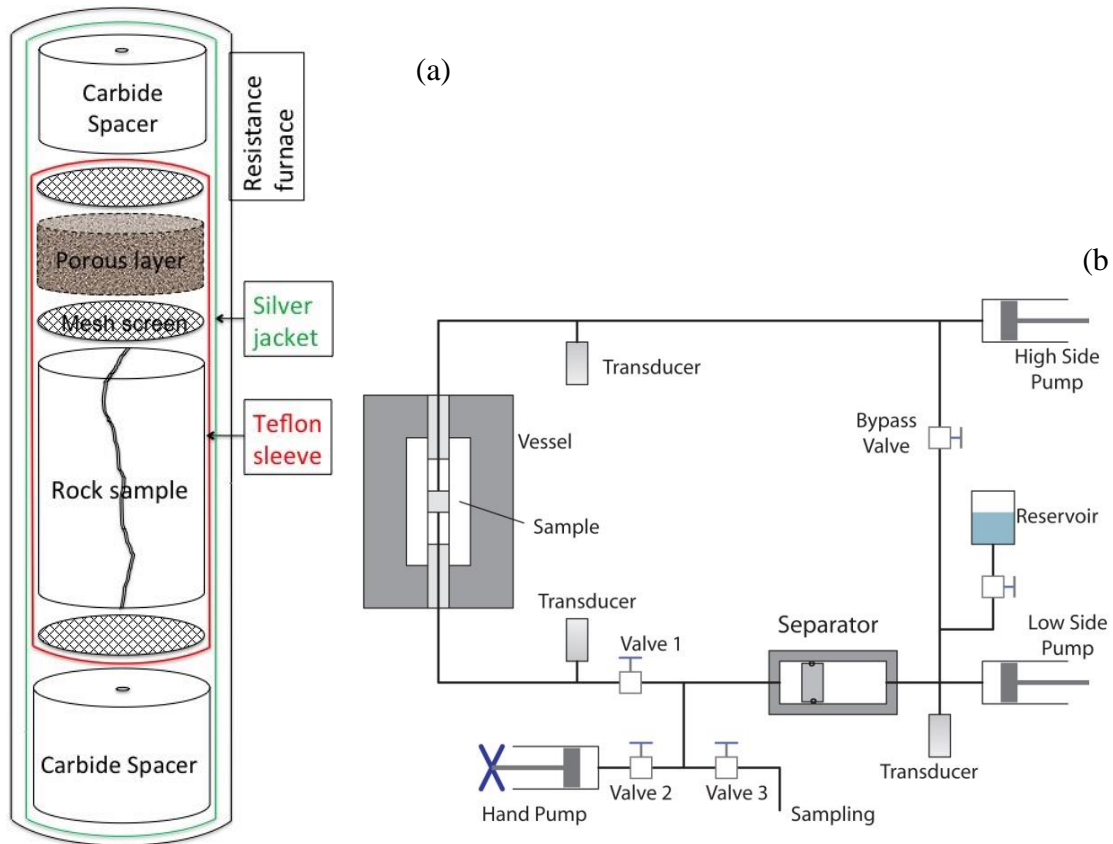 (a)
Carbide
Spacer
Resistance
furnace
Porous layer
Mesh screen
Silver
jacket
Teflon
sleeve
Rock sample
Carbide Spacer
(b
Transducer
High Side
Pump
Bypass
Valve
Vessel
Sample
Reservoir
Transducer
Valve 1
Separator
Low Side
Pump
Transducer
Hand Pump
Valve 2
Valve 3
Sampling